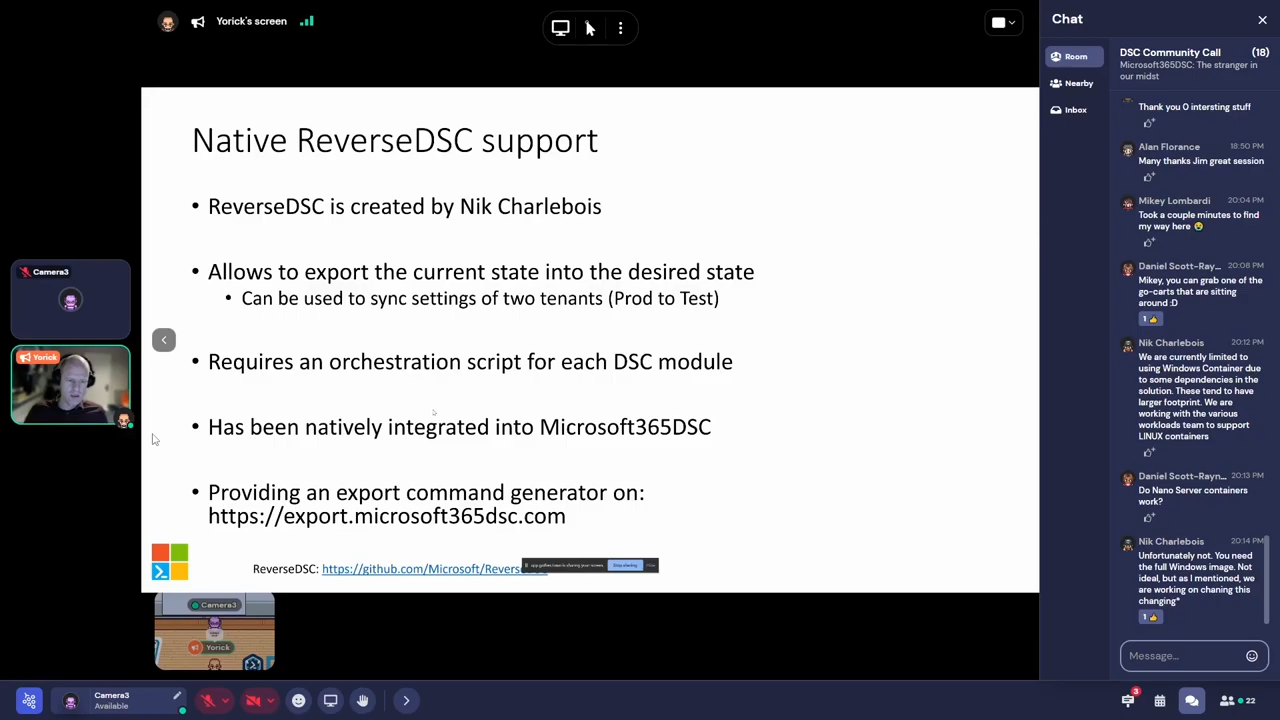 Yorick's screen
Native ReverseDSC support
• ReverseDSC is created by Nik Charlebois
• Allows to export the current state into the desired state
• Can be used to sync settings of two tenants (Prod to Test)
• Requires an orchestration script for each DSC module
• Has been natively integrated into Microsoft365DSC
• Providing an export command generator on:
https://export.microsoft365dsc.com
ReverseDSC: https://github.com/Microsoft/Revers
Stop sharing
Hide
Camera3
Yorick
Camera3
Yorick
Chat
Room
Nearby
Inbox
DSC Community Call (18)
Microsoft365DSC: The stranger in
our midst
Thank you 0 intersting stuff
Alan Florance 18:50 PM
Many thanks Jim great session
Mikey Lombardi 20:04 PM
Took a couple minutes to find
my way here 😭
Daniel Scott-Ray... 20:08 PM
Mikey, you can grab one of
the go-carts that are sitting
around :D
1 👍
Nik Charlebois 20:12 PM
We are currently limited to
using Windows Container due
to some dependencies in the
solution. These tend to have
larger footprint. We are
working with the various
workloads team to support
LINUX containers
Daniel Scott-Rayn... 20:13 PM
Do Nano Server containers
work?
Nik Charlebois 20:14 PM
Unfortunately not. You need
the full Windows image. Not
ideal, but as I mentioned, we
are working on chaning this
changing*
1 👍
Message...
Camera3
Available
3
22